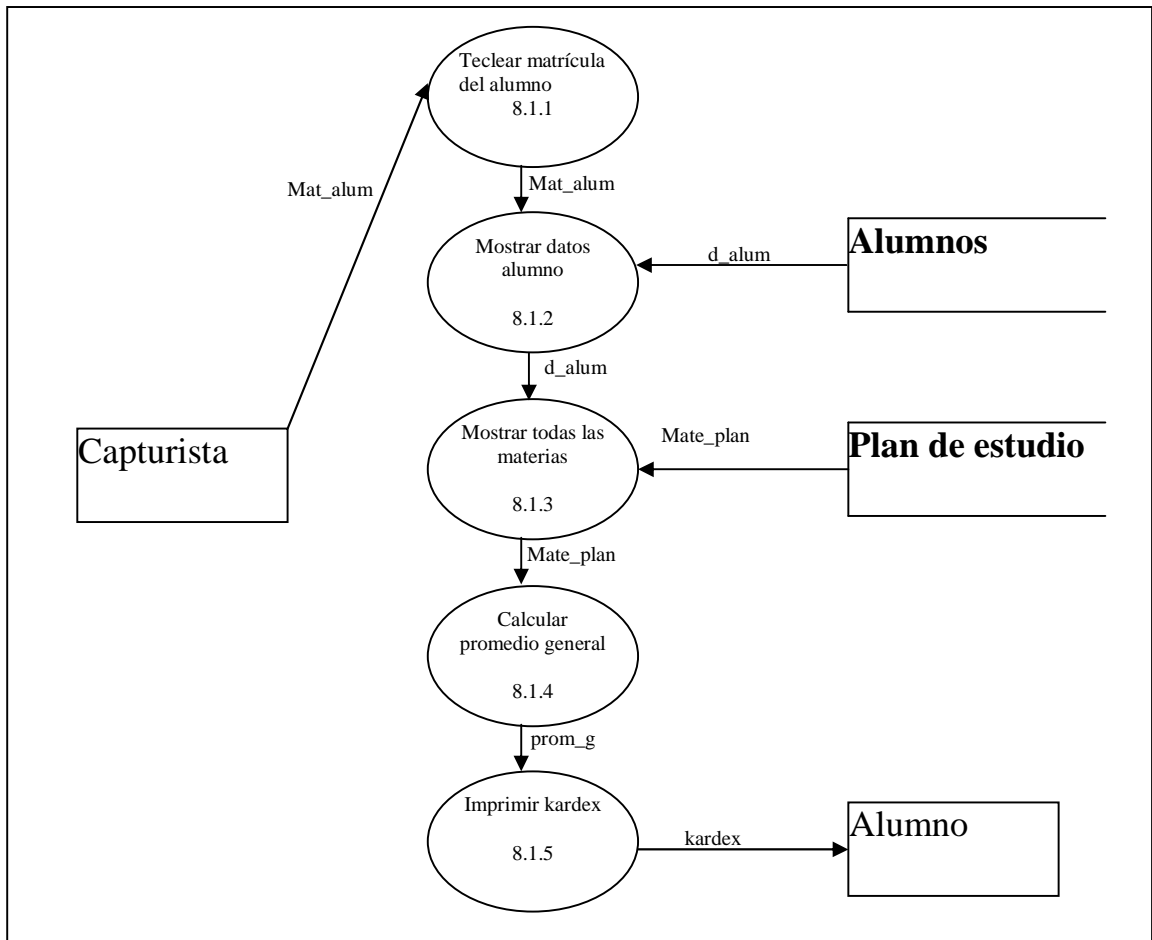 Teclear matrícula
del alumno
8.1.1
Mat_alum
Mat_alum
Mostrar datos
alumno
8.1.2
d_alum
Alumnos
d_alum
Capturista
Mostrar todas las
materias
8.1.3
Mate_plan
Plan de estudio
Mate_plan
Calcular
promedio general
8.1.4
prom_g
Imprimir kardex
8.1.5
kardex
Alumno